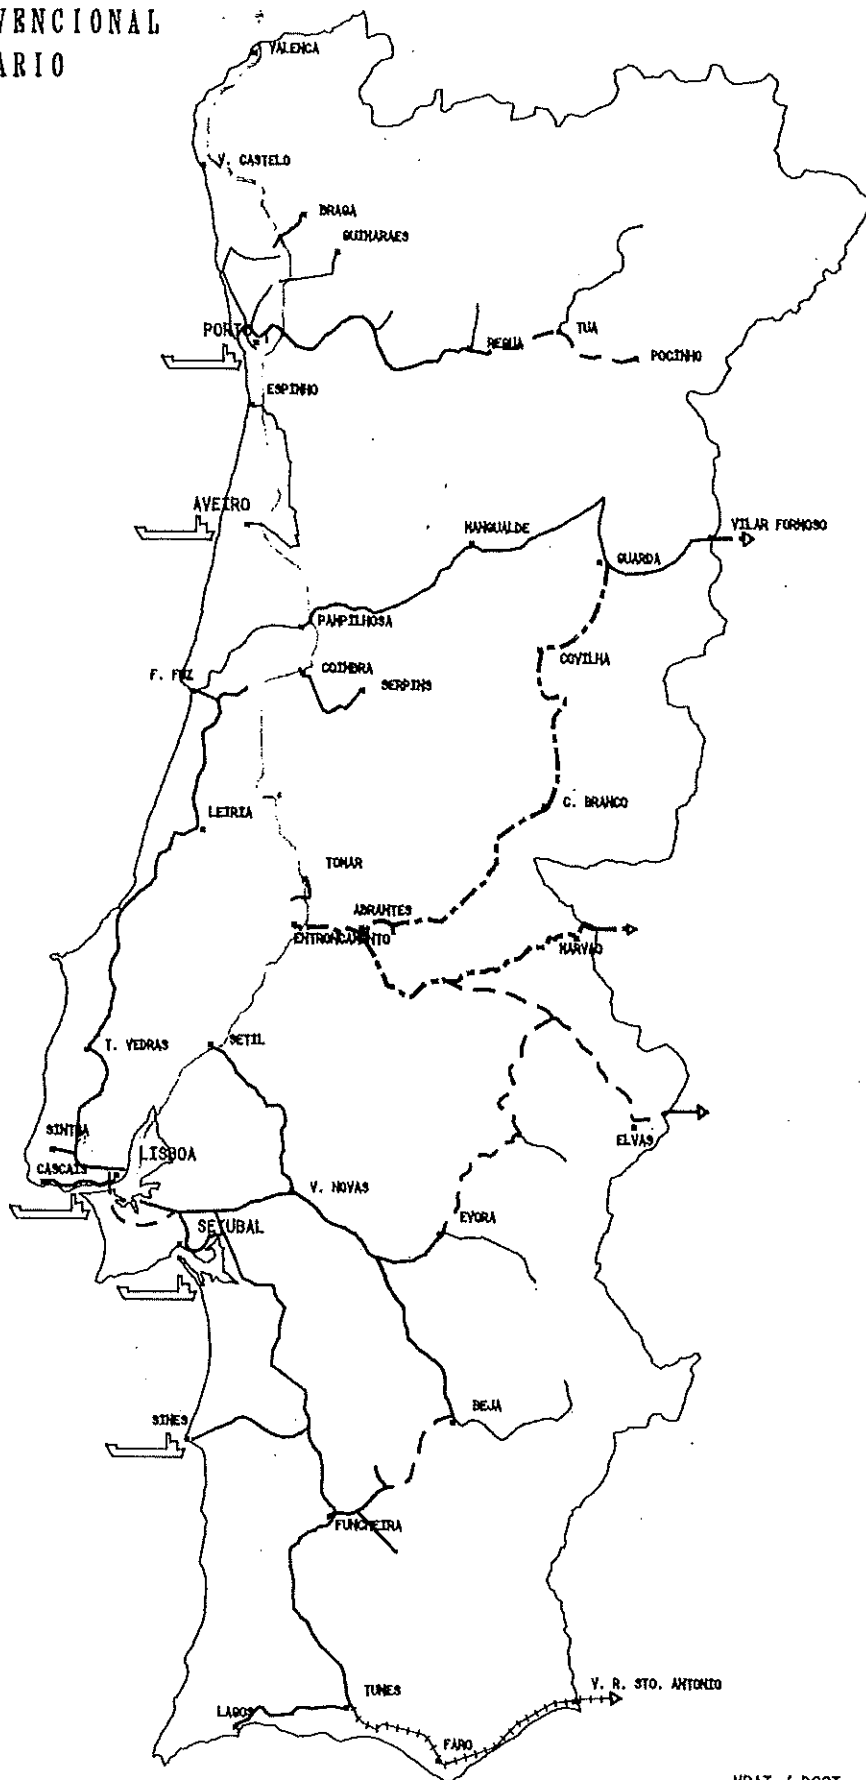 VENCIONAL
ARIO
VALENCA
V. CASTELO
BRAGA
GUIMARAES
PORTO
REGUA
TUA
POCINHO
ESPINHO
AVEIRO
MANGUALDE
VILAR FORMOSO
GUARDA
PAMPILHOSA
COVILHA
F. FOZ
COIMBRA
SERPINS
C. BRANCO
LEIRIA
TOMAR
ABRANTES
ENTRONCAMENTO
MARVAO
T. VEDRAS
SETIL
ELVAS
SINTRA
LISBOA
CASCAIS
V. NOVAS
SETUBAL
EVORA
BEJA
SINES
FUNCHEIRA
TUNES
V. R. STO. ANTONIO
LAGOS
FARO